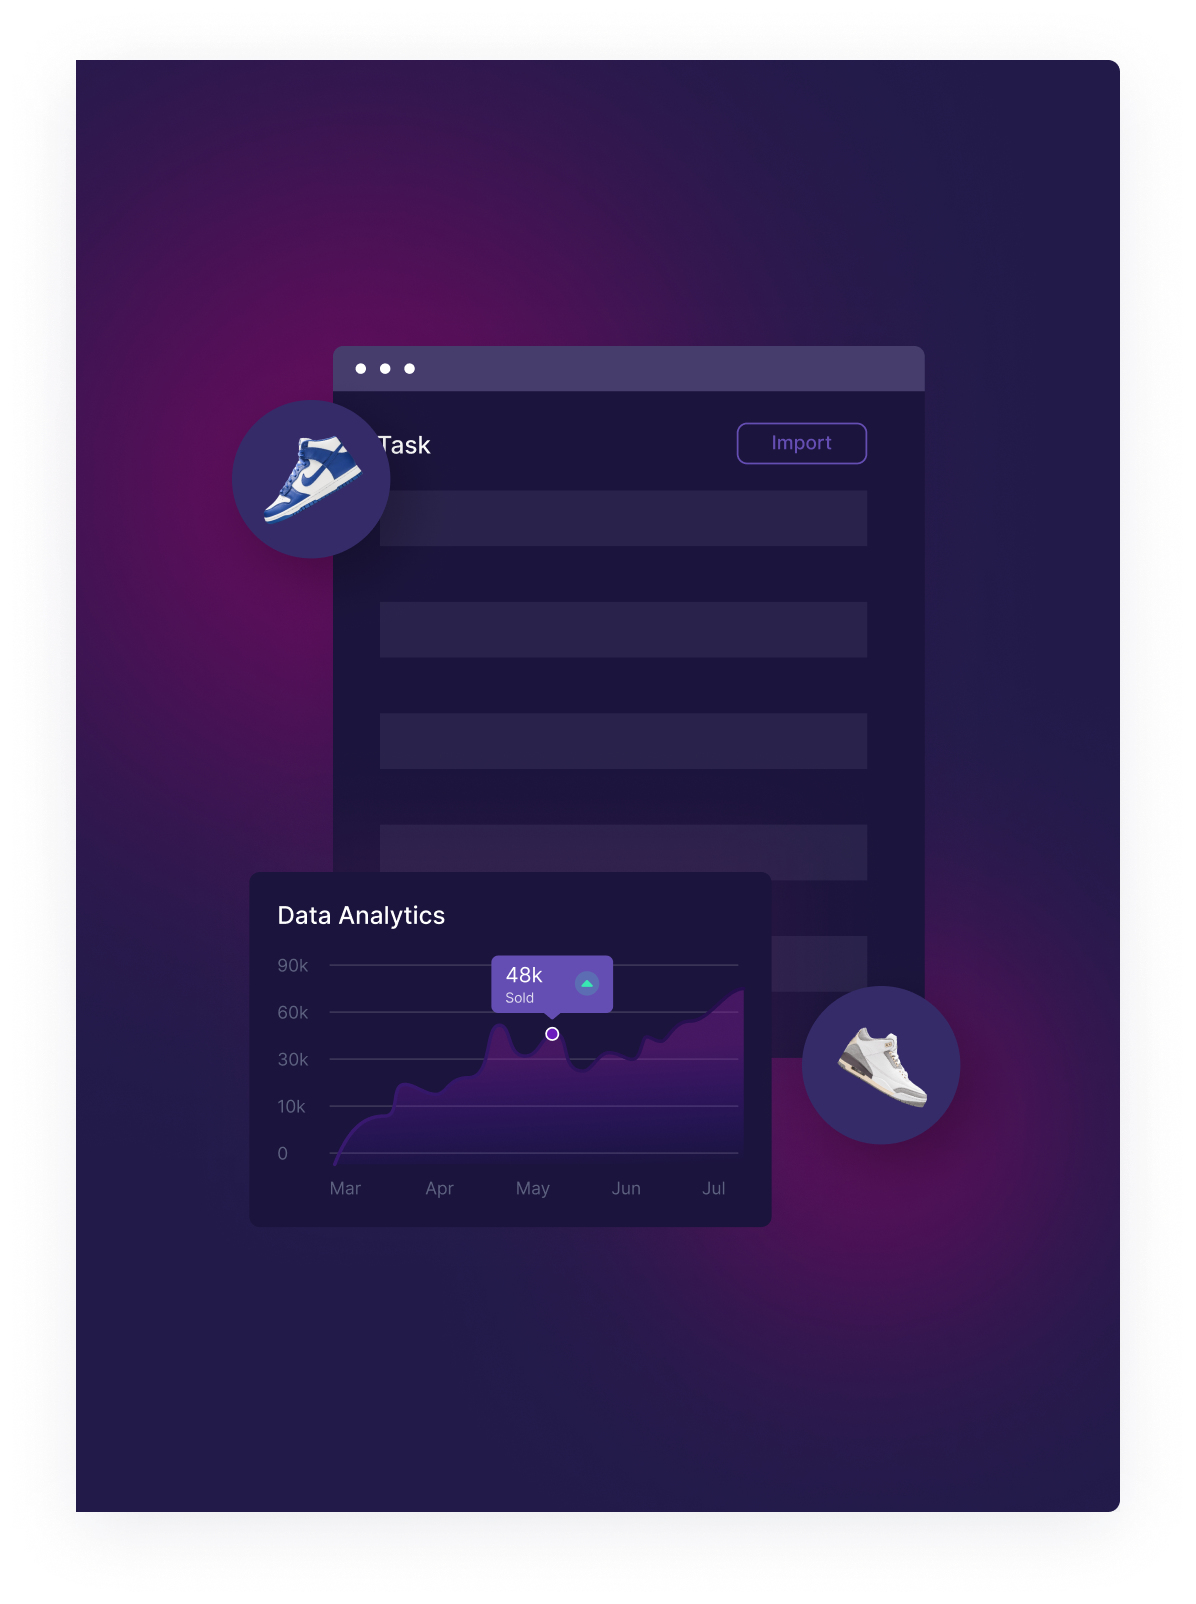 Task
Import
Data Analytics
90k
48k
Sold
60k
30k
10k
0
Mar Apr May Jun Jul